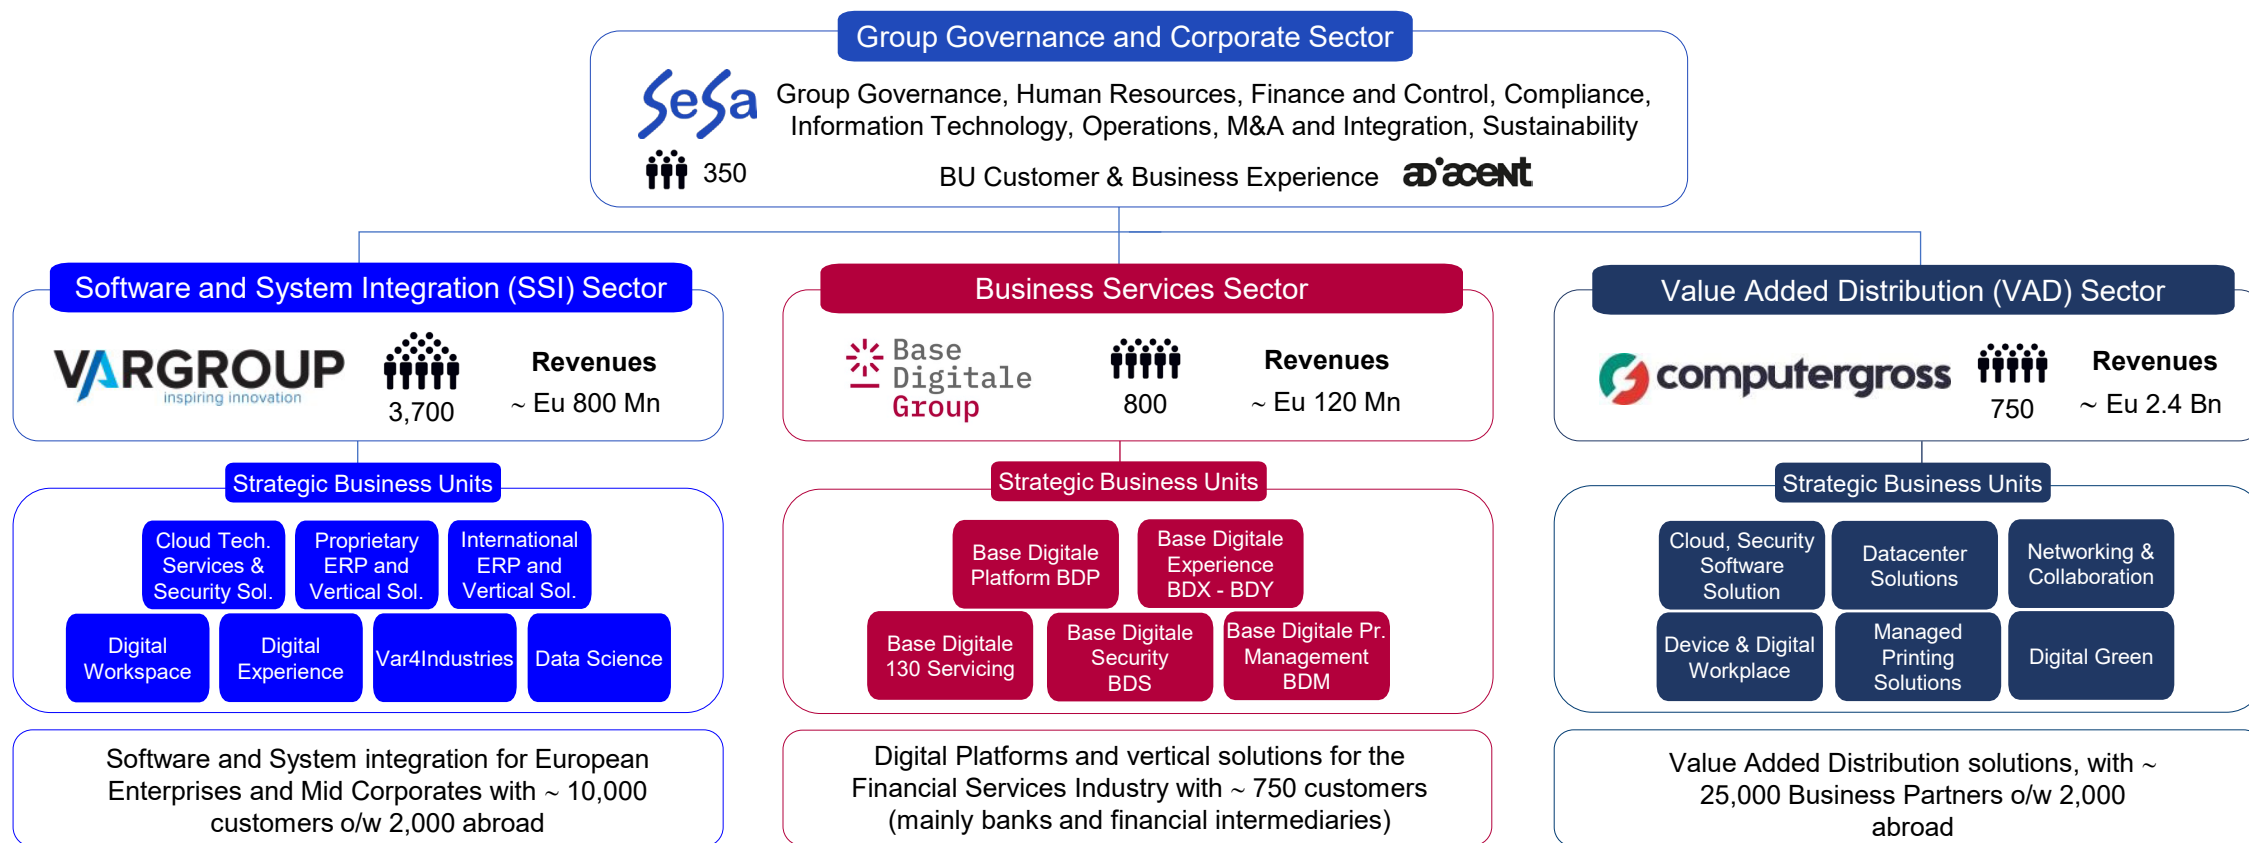 Group Governance and Corporate Sector
SeSa
Group Governance, Human Resources, Finance and Control, Compliance,
Information Technology, Operations, M&A and Integration, Sustainability
350
BU Customer & Business Experience
adiacent
Software and System Integration (SSI) Sector
VARGROUP
inspiring innovation
3,700
Revenues
~ Eu 800 Mn
Strategic Business Units
Cloud Tech.
Services &
Security Sol.
Proprietary
ERP and
Vertical Sol.
International
ERP and
Vertical Sol.
Digital
Workspace
Digital
Experience
Var4Industries
Data Science
Software and System integration for European
Enterprises and Mid Corporates with ~ 10,000
customers o/w 2,000 abroad
Business Services Sector
Base
Digitale
Group
800
Revenues
~ Eu 120 Mn
Strategic Business Units
Base Digitale
Platform BDP
Base Digitale
Experience
BDX - BDY
Base Digitale
130 Servicing
Base Digitale
Security
BDS
Base Digitale Pr.
Management
BDM
Digital Platforms and vertical solutions for the
Financial Services Industry with ~ 750 customers
(mainly banks and financial intermediaries)
Value Added Distribution (VAD) Sector
computergross
750
Revenues
~ Eu 2.4 Bn
Strategic Business Units
Cloud, Security
Software
Solution
Datacenter
Solutions
Networking &
Collaboration
Device & Digital
Workplace
Managed
Printing
Solutions
Digital Green
Value Added Distribution solutions, with ~
25,000 Business Partners o/w 2,000
abroad